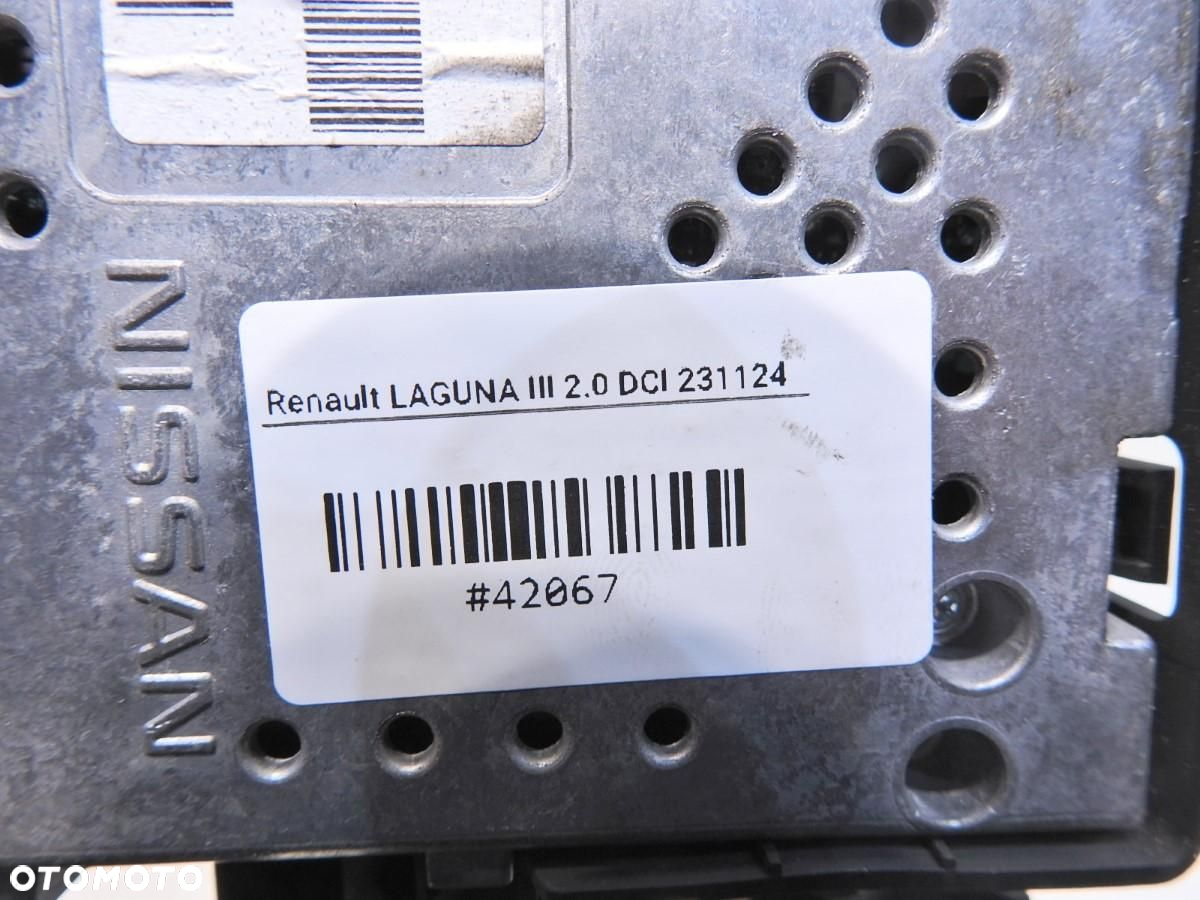 NISSAN
Renault LAGUNA III 2.0 DCI 231124
#42067
OTOMOTO